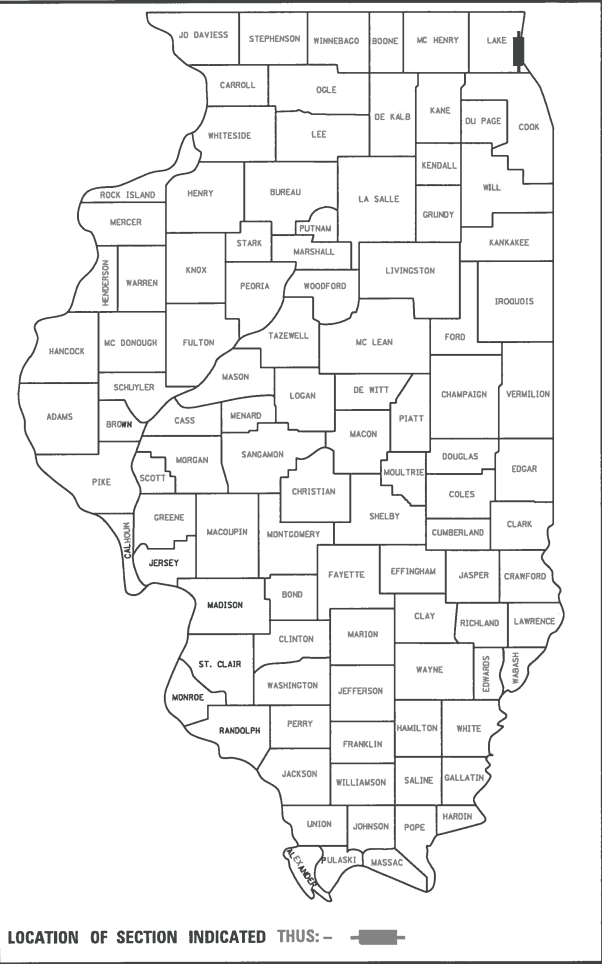 JO DAVIESS
STEPHENSON
WINNEBAGO
BOONE
MC HENRY
LAKE
CARROLL
OGLE
DE KALB
KANE
DU PAGE
COOK
WHITESIDE
LEE
KENDALL
ROCK ISLAND
HENRY
BUREAU
LA SALLE
WILL
GRUNDY
MERCER
PUTNAM
STARK
MARSHALL
KANKAKEE
HENDERSON
WARREN
KNOX
PEORIA
WOODFORD
LIVINGSTON
IROQUOIS
HANCOCK
MC DONOUGH
FULTON
TAZEWELL
MC LEAN
FORD
MASON
SCHUYLER
LOGAN
DE WITT
CHAMPAIGN
VERMILION
ADAMS
BROWN
CASS
MENARD
PIATT
MACON
MORGAN
SANGAMON
DOUGLAS
EDGAR
PIKE
SCOTT
CHRISTIAN
MOULTRIE
COLES
GREENE
MACOUPIN
MONTGOMERY
SHELBY
CUMBERLAND
CLARK
CALHOUN
JERSEY
FAYETTE
EFFINGHAM
JASPER
CRAWFORD
MADISON
BOND
CLAY
RICHLAND
LAWRENCE
CLINTON
MARION
ST. CLAIR
WAYNE
EDWARDS
WABASH
WASHINGTON
JEFFERSON
MONROE
RANDOLPH
PERRY
HAMILTON
WHITE
FRANKLIN
JACKSON
WILLIAMSON
SALINE
GALLATIN
UNION
JOHNSON
POPE
HARDIN
ALEXANDER
PULASKI
MASSAC
LOCATION OF SECTION INDICATED THUS: -